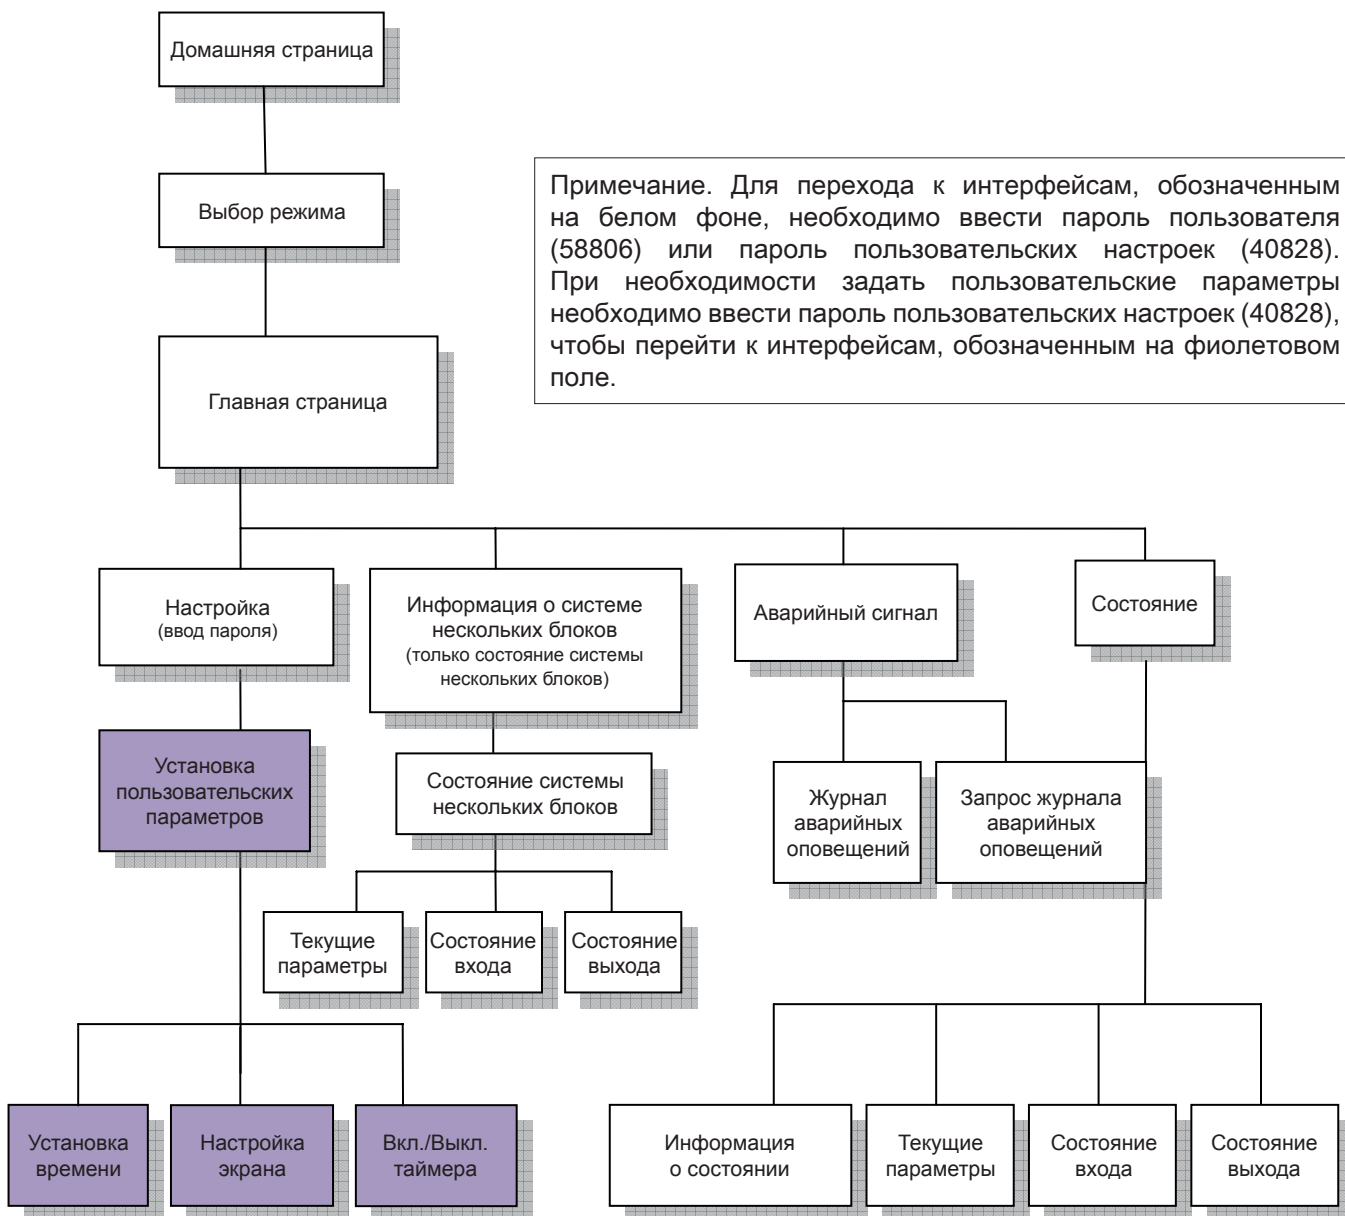 Домашняя страница
Выбор режима
Примечание. Для перехода к интерфейсам, обозначенным
на белом фоне, необходимо ввести пароль пользователя
(58806) или пароль пользовательских настроек (40828).
При необходимости задать пользовательские параметры
необходимо ввести пароль пользовательских настроек (40828),
чтобы перейти к интерфейсам, обозначенным на фиолетовом
поле.
Главная страница
Настройка
(ввод пароля)
Информация о системе
нескольких блоков
(только состояние системы
нескольких блоков)
Аварийный сигнал
Состояние
Установка
пользовательских
параметров
Состояние системы
нескольких блоков
Журнал
аварийных
оповещений
Запрос журнала
аварийных
оповещений
Текущие
параметры
Состояние
входа
Состояние
выхода
Установка
времени
Настройка
экрана
Вкл./Выкл.
таймера
Информация
о состоянии
Текущие
параметры
Состояние
входа
Состояние
выхода